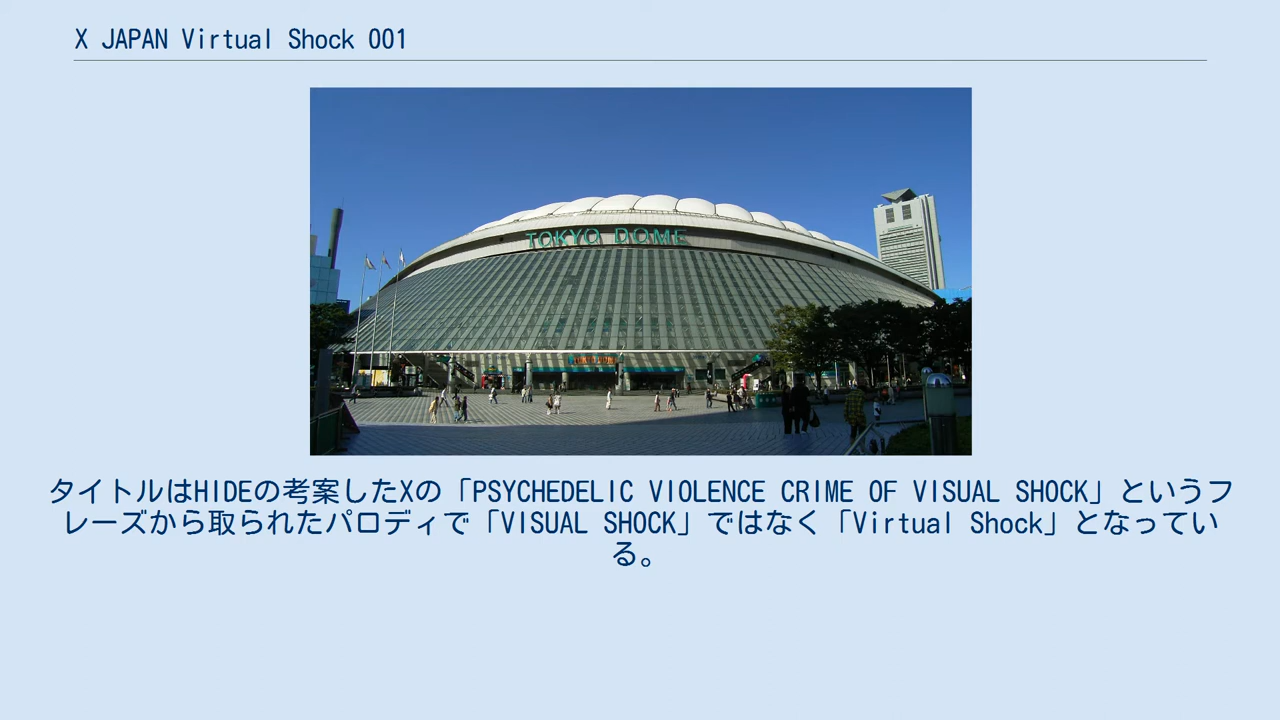 X JAPAN Virtual Shock 001
TOKYO DOME
TOKYO DOME
タイトルはHIDEの考案したXの「PSYCHEDELIC VIOLENCE CRIME OF VISUAL SHOCK」というフ
レーズから取られたパロディで「VISUAL SHOCK」ではなく「Virtual Shock」となってい
る。